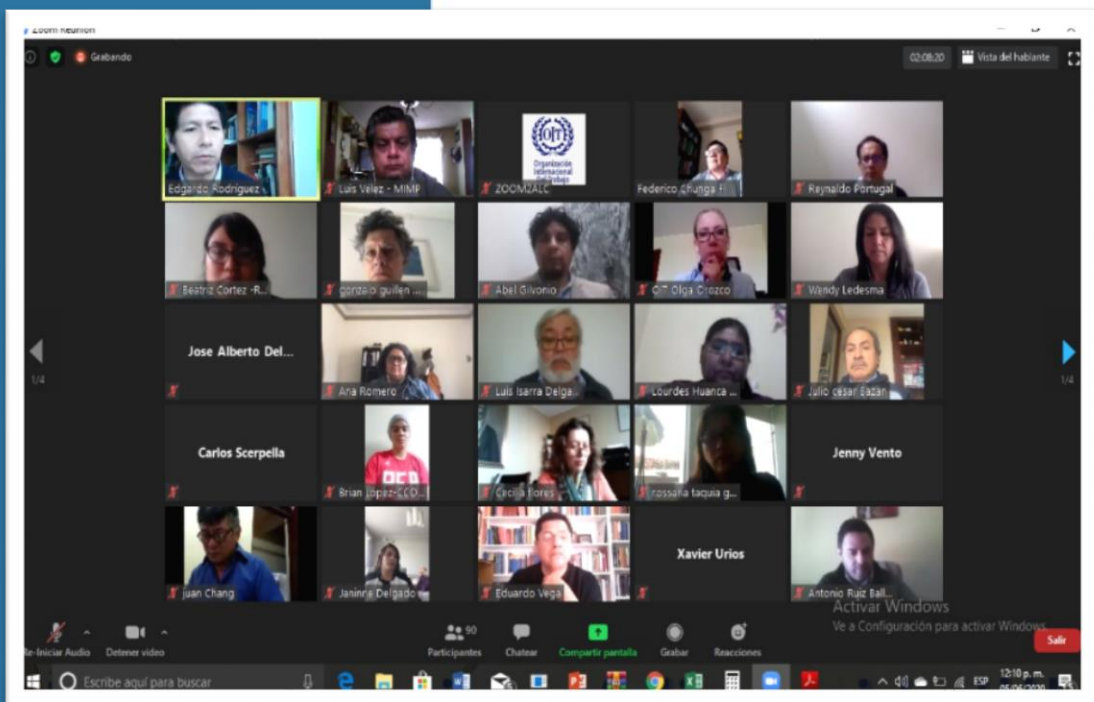 Zoom Reunión
Grabando
02:08:20
Vista del hablante
Edgardo Rodríguez
Luis Velez - MIMP
OIT
Organización
Internacional
del Trabajo
ZOOM2ALC
Federico Chunga
Reynaldo Portugal
Beatriz Cortez -R...
gonzalo guillen ...
Abel Gilvonio
OIT Olga Orozco
Wendy Ledesma
Jose Alberto Del...
Ana Romero
Luis Isarra Delga...
Lourdes Huanca ...
Julio césar Bazán
Carlos Scerpella
Brian Lopez-CCO...
Cecilia flores
rossana taquia g...
Jenny Vento
1/4
1/4
juan Chang
Janinne Delgado
Eduardo Vega
Xavier Urios
Antonio Ruiz Ball...
Activar Windows
Ve a Configuración para activar Windows.
Re-Iniciar Audio
Detener video
90
Participantes
Chatear
Compartir pantalla
Grabar
Reacciones
Salir
Escribe aquí para buscar
ESP
12:10 p. m.
05/06/2020